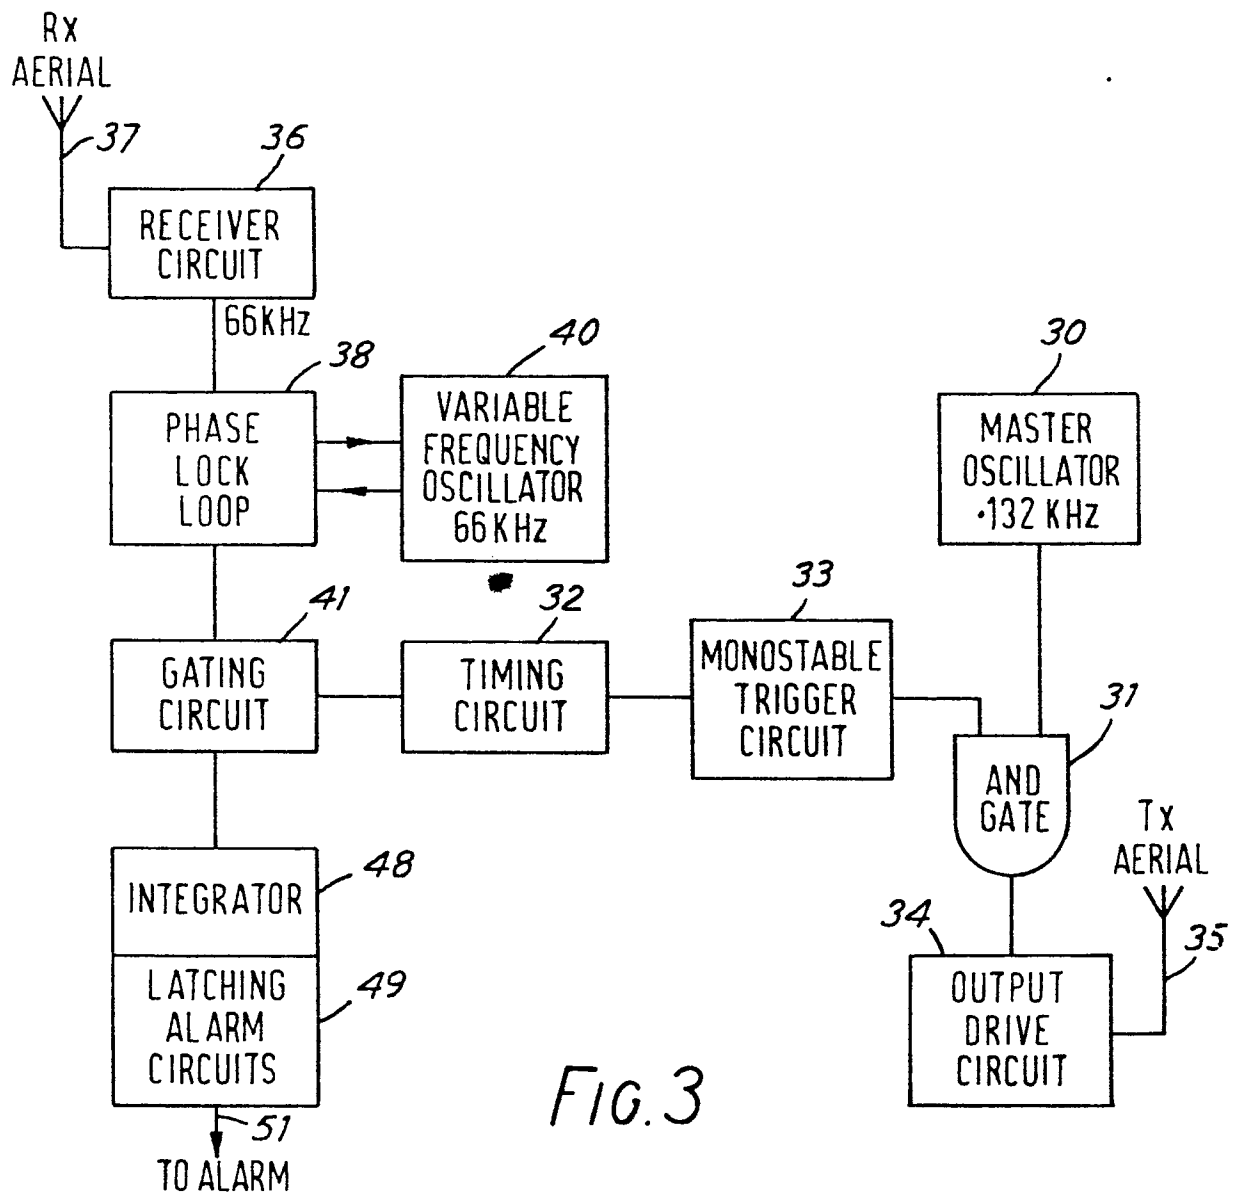 Rx
AERIAL
37
36
RECEIVER
CIRCUIT
66KHz
38
PHASE
LOCK
LOOP
40
VARIABLE
FREQUENCY
OSCILLATOR
66KHz
30
MASTER
OSCILLATOR
·132 KHz
41
GATING
CIRCUIT
32
TIMING
CIRCUIT
33
MONOSTABLE
TRIGGER
CIRCUIT
31
AND
GATE
Tx
AERIAL
35
34
OUTPUT
DRIVE
CIRCUIT
48
INTEGRATOR
49
LATCHING
ALARM
CIRCUITS
51
TO ALARM
FIG. 3